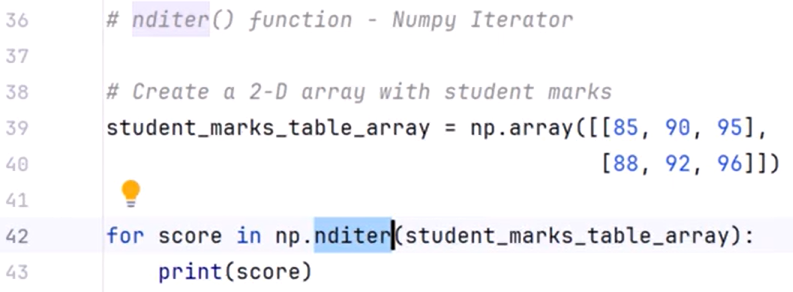 36 # nditer() function - Numpy Iterator
37
38 # Create a 2-D array with student marks
39 student_marks_table_array = np.array([[85, 90, 95],
40 [88, 92, 96]])
41
42 for score in np.nditer(student_marks_table_array):
43 print(score)